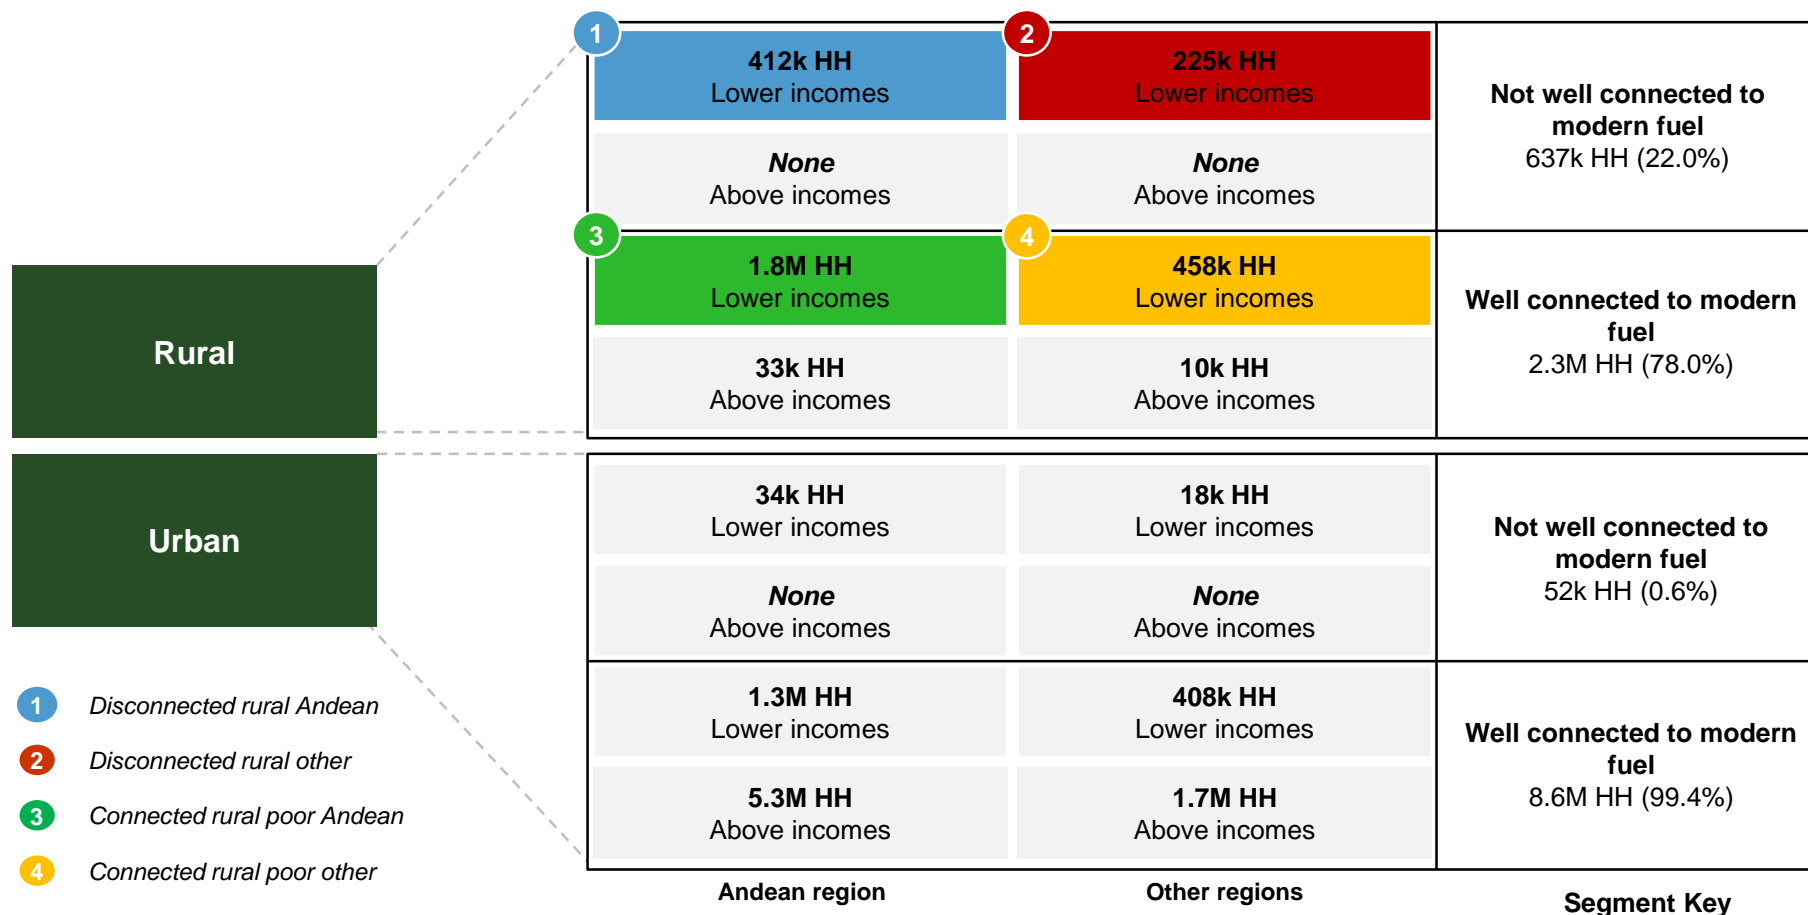 1
2
412k HH
Lower incomes
225k HH
Lower incomes
Not well connected to
modern fuel
637k HH (22.0%)
None
Above incomes
None
Above incomes
3
4
1.8M HH
Lower incomes
458k HH
Lower incomes
Well connected to modern
fuel
2.3M HH (78.0%)
33k HH
Above incomes
10k HH
Above incomes
Rural
Urban
34k HH
Lower incomes
18k HH
Lower incomes
Not well connected to
modern fuel
52k HH (0.6%)
None
Above incomes
None
Above incomes
1.3M HH
Lower incomes
408k HH
Lower incomes
Well connected to modern
fuel
8.6M HH (99.4%)
5.3M HH
Above incomes
1.7M HH
Above incomes
1 Disconnected rural Andean
2 Disconnected rural other
3 Connected rural poor Andean
4 Connected rural poor other
Andean region
Other regions
Segment Key